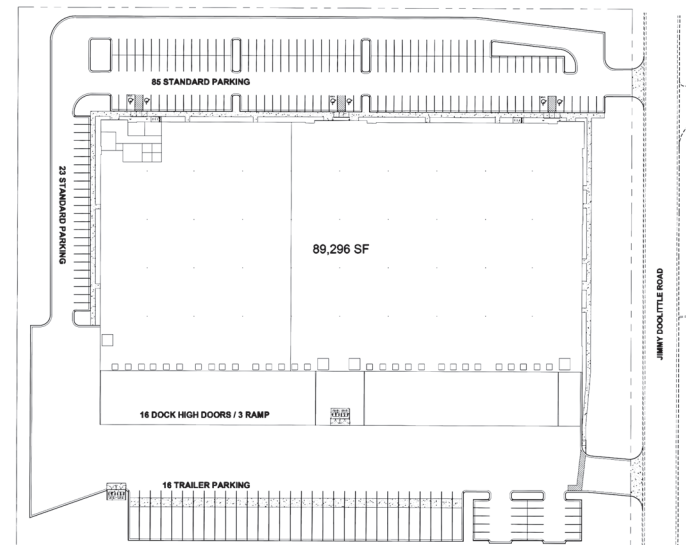 85 STANDARD PARKING
23 STANDARD PARKING
89,296 SF
JIMMY DOOLITTLE ROAD
16 DOCK HIGH DOORS / 3 RAMP
16 TRAILER PARKING